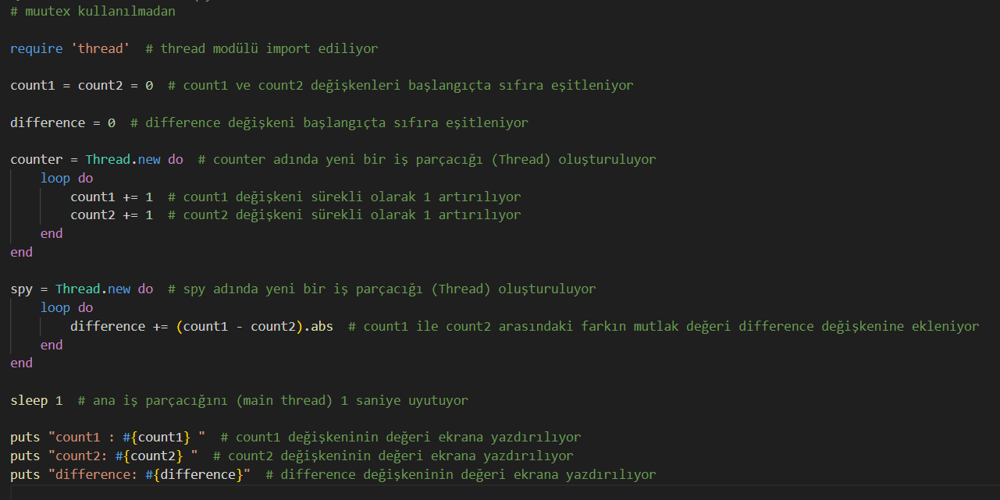 # muutex kullanılmadan
require 'thread'  # thread modülü import ediliyor
count1 = count2 = 0  # count1 ve count2 değişkenleri başlangıçta sıfıra eşitleniyor
difference = 0  # difference değişkeni başlangıçta sıfıra eşitleniyor
counter = Thread.new do  # counter adında yeni bir iş parçacığı (Thread) oluşturuluyor
    loop do
        count1 += 1  # count1 değişkeni sürekli olarak 1 artırılıyor
        count2 += 1  # count2 değişkeni sürekli olarak 1 artırılıyor
    end
end
spy = Thread.new do  # spy adında yeni bir iş parçacığı (Thread) oluşturuluyor
    loop do
        difference += (count1 - count2).abs  # count1 ile count2 arasındaki farkın mutlak değeri difference değişkenine ekleniyor
    end
end
sleep 1  # ana iş parçacığını (main thread) 1 saniye uyutuyor
puts "count1 : #{count1} "  # count1 değişkeninin değeri ekrana yazdırılıyor
puts "count2: #{count2} "  # count2 değişkeninin değeri ekrana yazdırılıyor
puts "difference: #{difference}"  # difference değişkeninin değeri ekrana yazdırılıyor